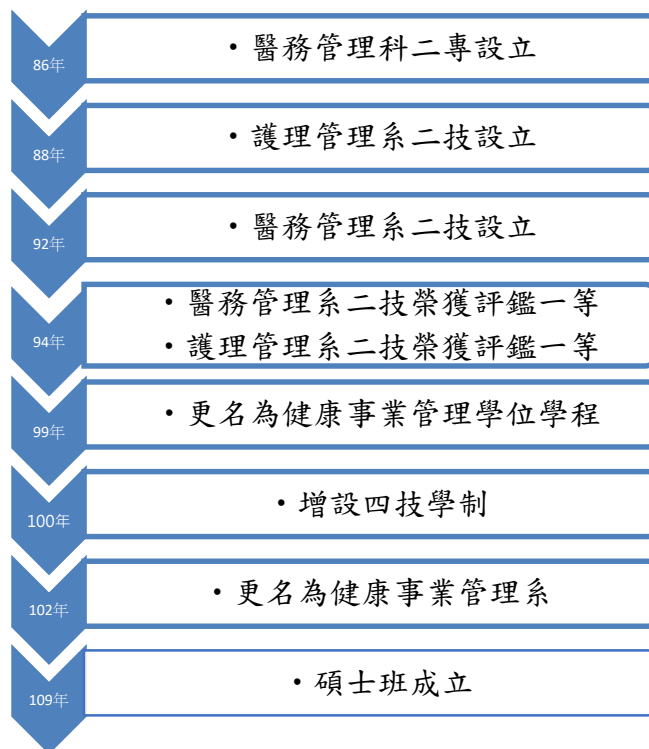 86年
・醫務管理科二專設立
88年
・護理管理系二技設立
92年
・醫務管理系二技設立
94年
・醫務管理系二技榮獲評鑑一等
・護理管理系二技榮獲評鑑一等
99年
・更名為健康事業管理學位學程
100年
・增設四技學制
102年
・更名為健康事業管理系
109年
・碩士班成立